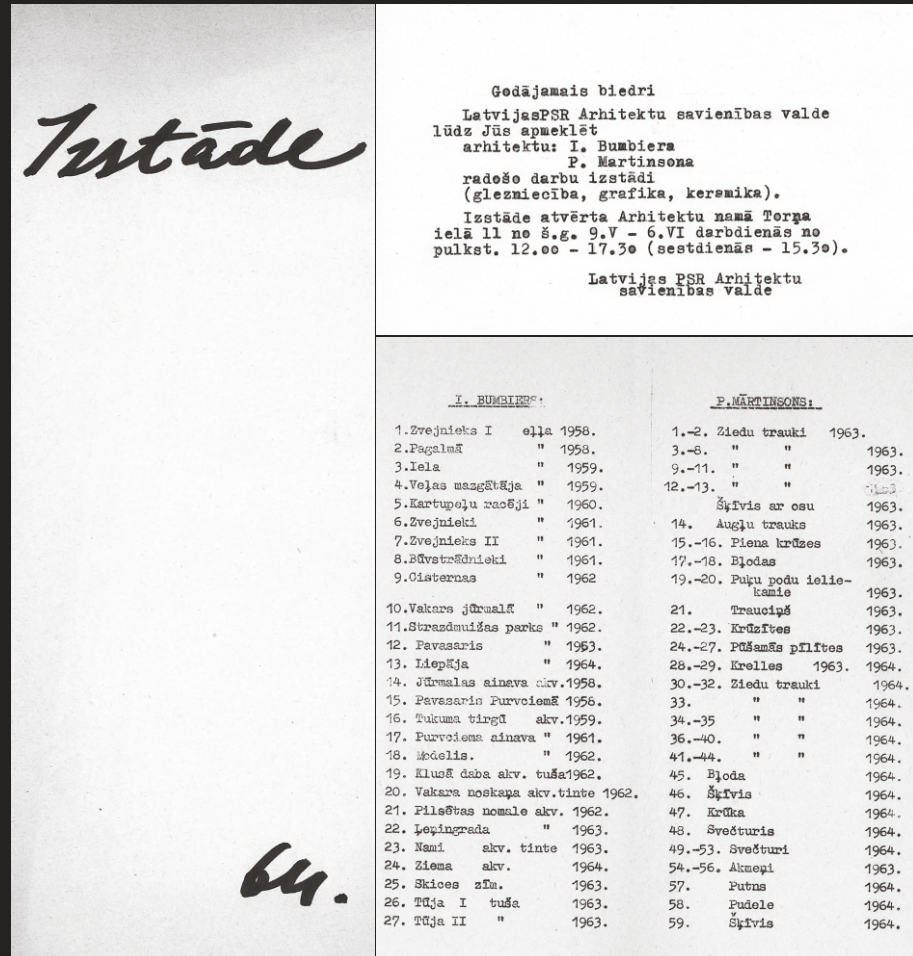 Izstāde
64.
Godājamais biedri
LatvijasPSR Arhitektu savienības valde
lūdz Jūs apmeklēt
arhitektu: I. Bumbiera
P. Martinsona
radošo darbu izstādi
(glezniecība, grafika, keramika).
Izstāde atvērta Arhitektu namā Torņa
ielā 11 no š.g. 9.V - 6.VI darbdienās no
pulkst. 12.oo - 17.3o (sestdienās - 15.3o).
Latvijas PSR Arhitektu
savienības valde
I. BUMBIERS:
1.Zvejnieks I eļļa 1958.
2.Pagalmā " 1958.
3.Iela " 1959.
4.Veļas mazgātāja " 1959.
5.Kartupeļu racēji " 1960.
6.Zvejnieki " 1961.
7.Zvejnieks II " 1961.
8.Būvstrādnieki " 1961.
9.Cisternas " 1962
10.Vakars jūrmalā " 1962.
11.Strazdmuižas parks " 1962.
12. Pavasaris " 1963.
13. Liepāja " 1964.
14. Jūrmalas ainava akv.1958.
15. Pavasaris Purvciemā 1958.
16. Tukuma tirgū akv.1959.
17. Purvciema ainava " 1961.
18. Modelis. " 1962.
19. Klusā daba akv. tuša1962.
20. Vakara noskaņa akv.tinte 1962.
21. Pilsētas nomale akv. 1962.
22. Ļeņingrada " 1963.
23. Nami akv. tinte 1963.
24. Ziema akv. 1964.
25. Skices zīm. 1963.
26. Tūja I tuša 1963.
27. Tūja II " 1963.
P.MĀRTINSONS:
1.-2. Ziedu trauki 1963.
3.-8. " " 1963.
9.-11. " " 1963.
12.-13. " "
Šķīvis ar osu 1963.
14. Augļu trauks 1963.
15.-16. Piena krūzes 1963.
17.-18. Bļodas 1963.
19.-20. Puķu podu ielie-
kamie 1963.
21. Trauciņš 1963.
22.-23. Krūzītes 1963.
24.-27. Pūšamās pīlītes 1963.
28.-29. Krelles 1963. 1964.
30.-32. Ziedu trauki 1964.
33. " " 1964.
34.-35 " " 1964.
36.-40. " " 1964.
41.-44. " " 1964.
45. Bļoda 1964.
46. Šķīvis 1964.
47. Krūka 1964.
48. Svečturis 1964.
49.-53. Svečturi 1964.
54.-56. Akmeņi 1963.
57. Putns 1964.
58. Pudele 1964.
59. Šķīvis 1964.